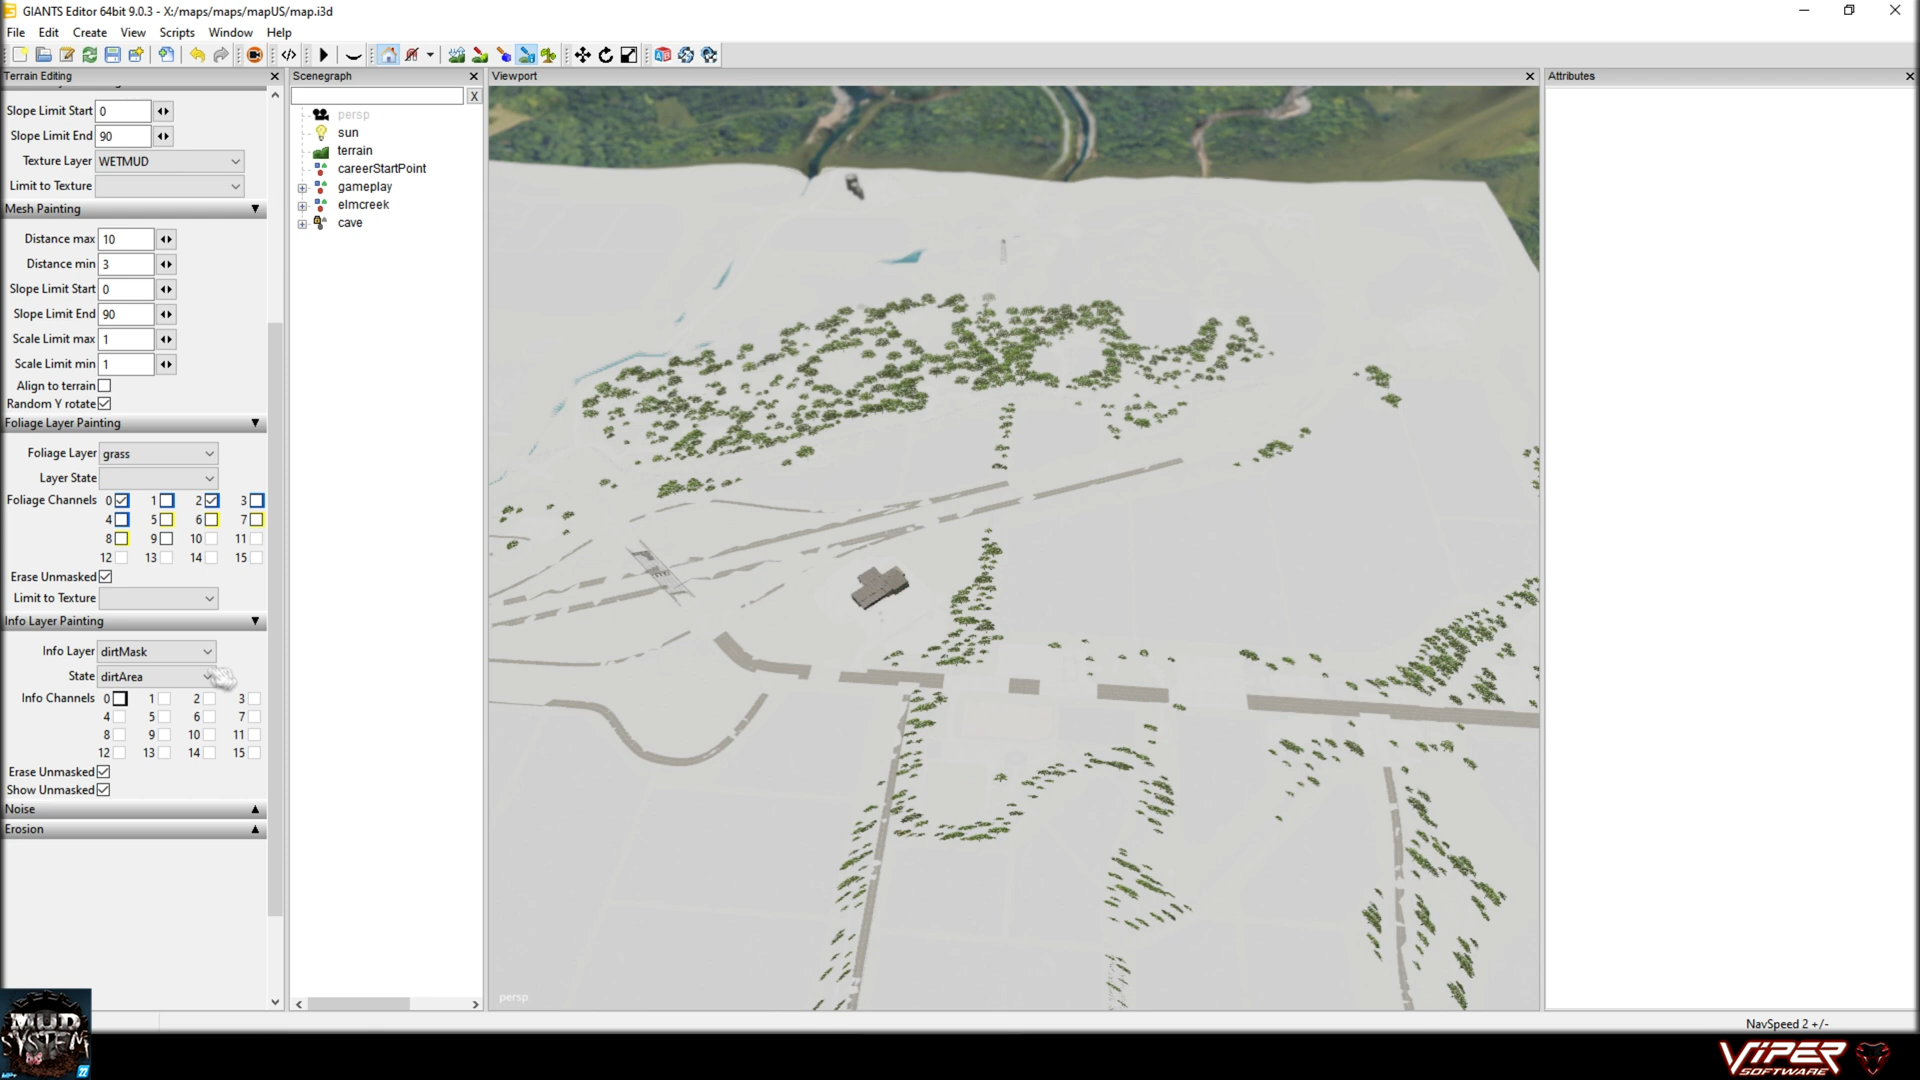 GIANTS Editor 64bit 9.0.3 - X:/maps/maps/mapUS/map.i3d
File Edit Create View Scripts Window Help
Terrain Editing
Scenegraph
Viewport
Attributes
Slope Limit Start 0
Slope Limit End 90
Texture Layer WETMUD
Limit to Texture
Mesh Painting
Distance max 10
Distance min 3
Slope Limit Start 0
Slope Limit End 90
Scale Limit max 1
Scale Limit min 1
Align to terrain
Random Y rotate
Foliage Layer Painting
Foliage Layer grass
Layer State
Foliage Channels 0 1 2 3
4 5 6 7
8 9 10 11
12 13 14 15
Erase Unmasked
Limit to Texture
Info Layer Painting
Info Layer dirtMask
State dirtArea
Info Channels 0 1 2 3
4 5 6 7
8 9 10 11
12 13 14 15
Erase Unmasked
Show Unmasked
Noise
Erosion
X
persp
sun
terrain
careerStartPoint
gameplay
elmcreek
cave
persp
NavSpeed 2 +/-
MUD
SYSTEM
22
VIPER
SOFTWARE